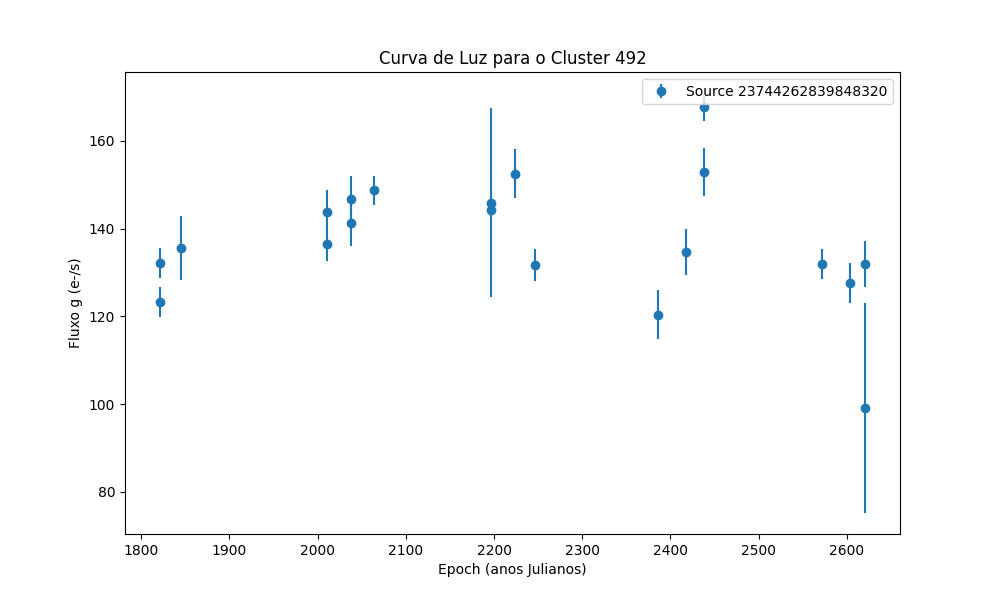 Curva de Luz para o Cluster 492
Source 23744262839848320
Fluxo g (e-/s)
160
140
120
100
80
1800 1900 2000 2100 2200 2300 2400 2500 2600
Epoch (anos Julianos)